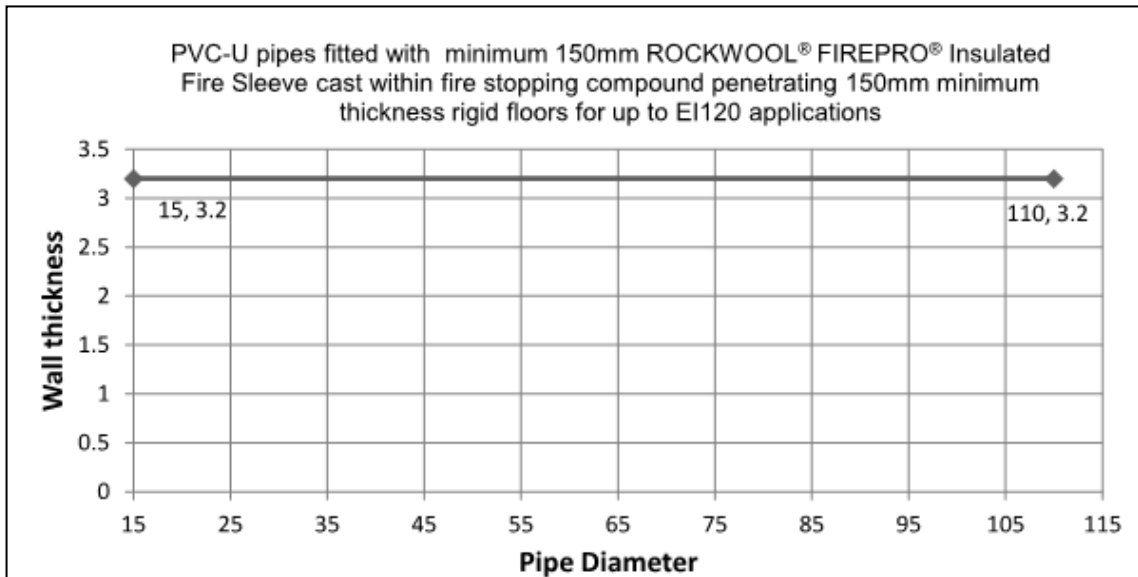 PVC-U pipes fitted with minimum 150mm ROCKWOOL® FIREPRO® Insulated
Fire Sleeve cast within fire stopping compound penetrating 150mm minimum
thickness rigid floors for up to EI120 applications
3.5
3
2.5
2
1.5
1
0.5
0
Wall thickness
15, 3.2
110, 3.2
15 25 35 45 55 65 75 85 95 105 115
Pipe Diameter